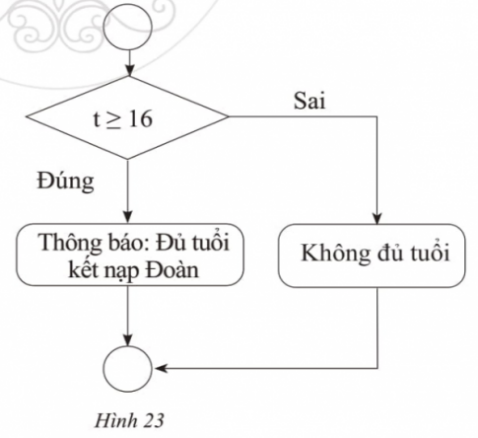 t ≥ 16
Sai
Đúng
Thông báo: Đủ tuổi
kết nạp Đoàn
Không đủ tuổi
Hình 23